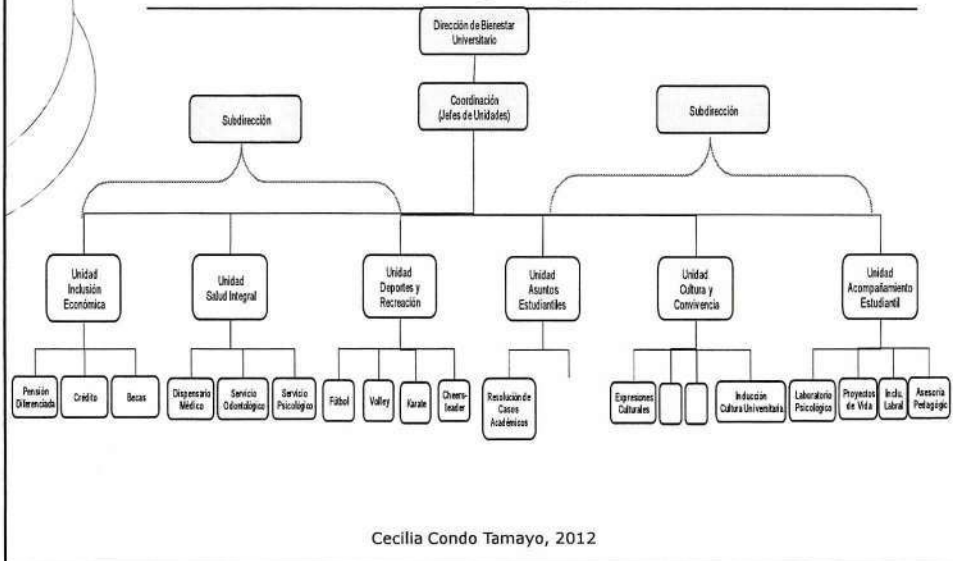 Dirección de Bienestar
Universitario
Coordinación
(Jefes de Unidades)
Subdirección
Subdirección
Unidad
Inclusión
Económica
Unidad
Salud Integral
Unidad
Deportes y
Recreación
Unidad
Asuntos
Estudiantiles
Unidad
Cultura y
Convivencia
Unidad
Acompañamiento
Estudiantil
Pensión
Diferenciada
Crédito
Becas
Dispensario
Médico
Servicio
Odontológico
Servicio
Psicológico
Fútbol
Volley
Karate
Cheers-
leader
Resolución de
Casos
Académicos
Expresiones
Culturales
Inducción
Cultura Universitaria
Laboratorio
Psicológico
Proyectos
de Vida
Inclu.
Labral
Asesoría
Pedagógic
Cecilia Condo Tamayo, 2012